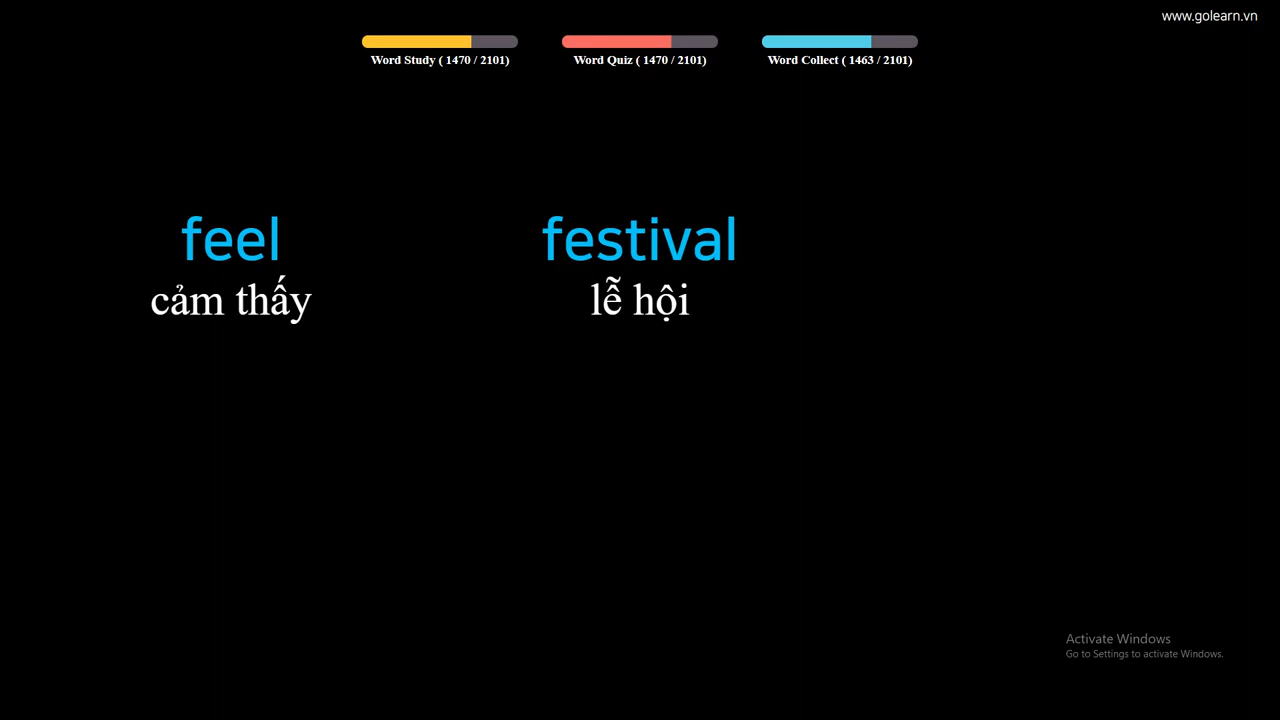 www.golearn.vn
Word Study ( 1470 / 2101)
Word Quiz ( 1470 / 2101)
Word Collect ( 1463 / 2101)
feel
cảm thấy
festival
lễ hội
Activate Windows
Go to Settings to activate Windows.